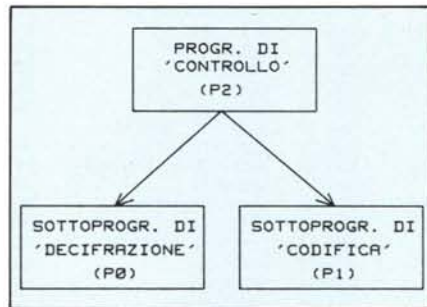 PROGR. DI
'CONTROLLO'
(P2)
SOTTOPROGR. DI
'DECIFRAZIONE'
(P0)
SOTTOPROGR. DI
'CODIFICA'
(P1)